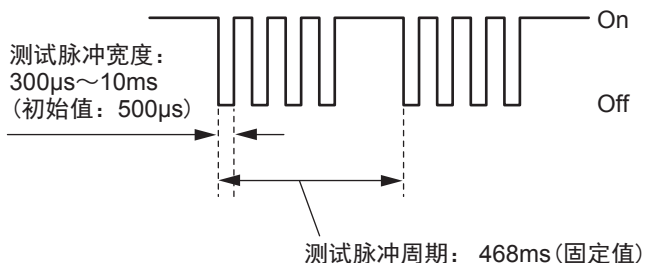 On
测试脉冲宽度：
300μs～10ms
(初始值：500μs)
Off
测试脉冲周期： 468ms(固定值)